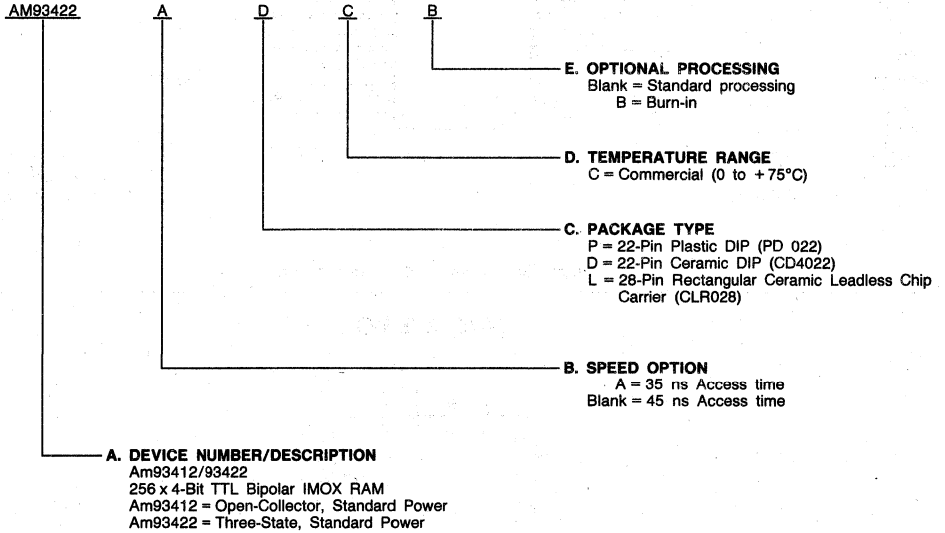 AM93422 A D C B
E. OPTIONAL PROCESSING
Blank = Standard processing
B = Burn-in
D. TEMPERATURE RANGE
C = Commercial (0 to +75°C)
C. PACKAGE TYPE
P = 22-Pin Plastic DIP (PD 022)
D = 22-Pin Ceramic DIP (CD4022)
L = 28-Pin Rectangular Ceramic Leadless Chip
Carrier (CLR028)
B. SPEED OPTION
A = 35 ns Access time
Blank = 45 ns Access time
A. DEVICE NUMBER/DESCRIPTION
Am93412/93422
256 x 4-Bit TTL Bipolar IMOX RAM
Am93412 = Open-Collector, Standard Power
Am93422 = Three-State, Standard Power